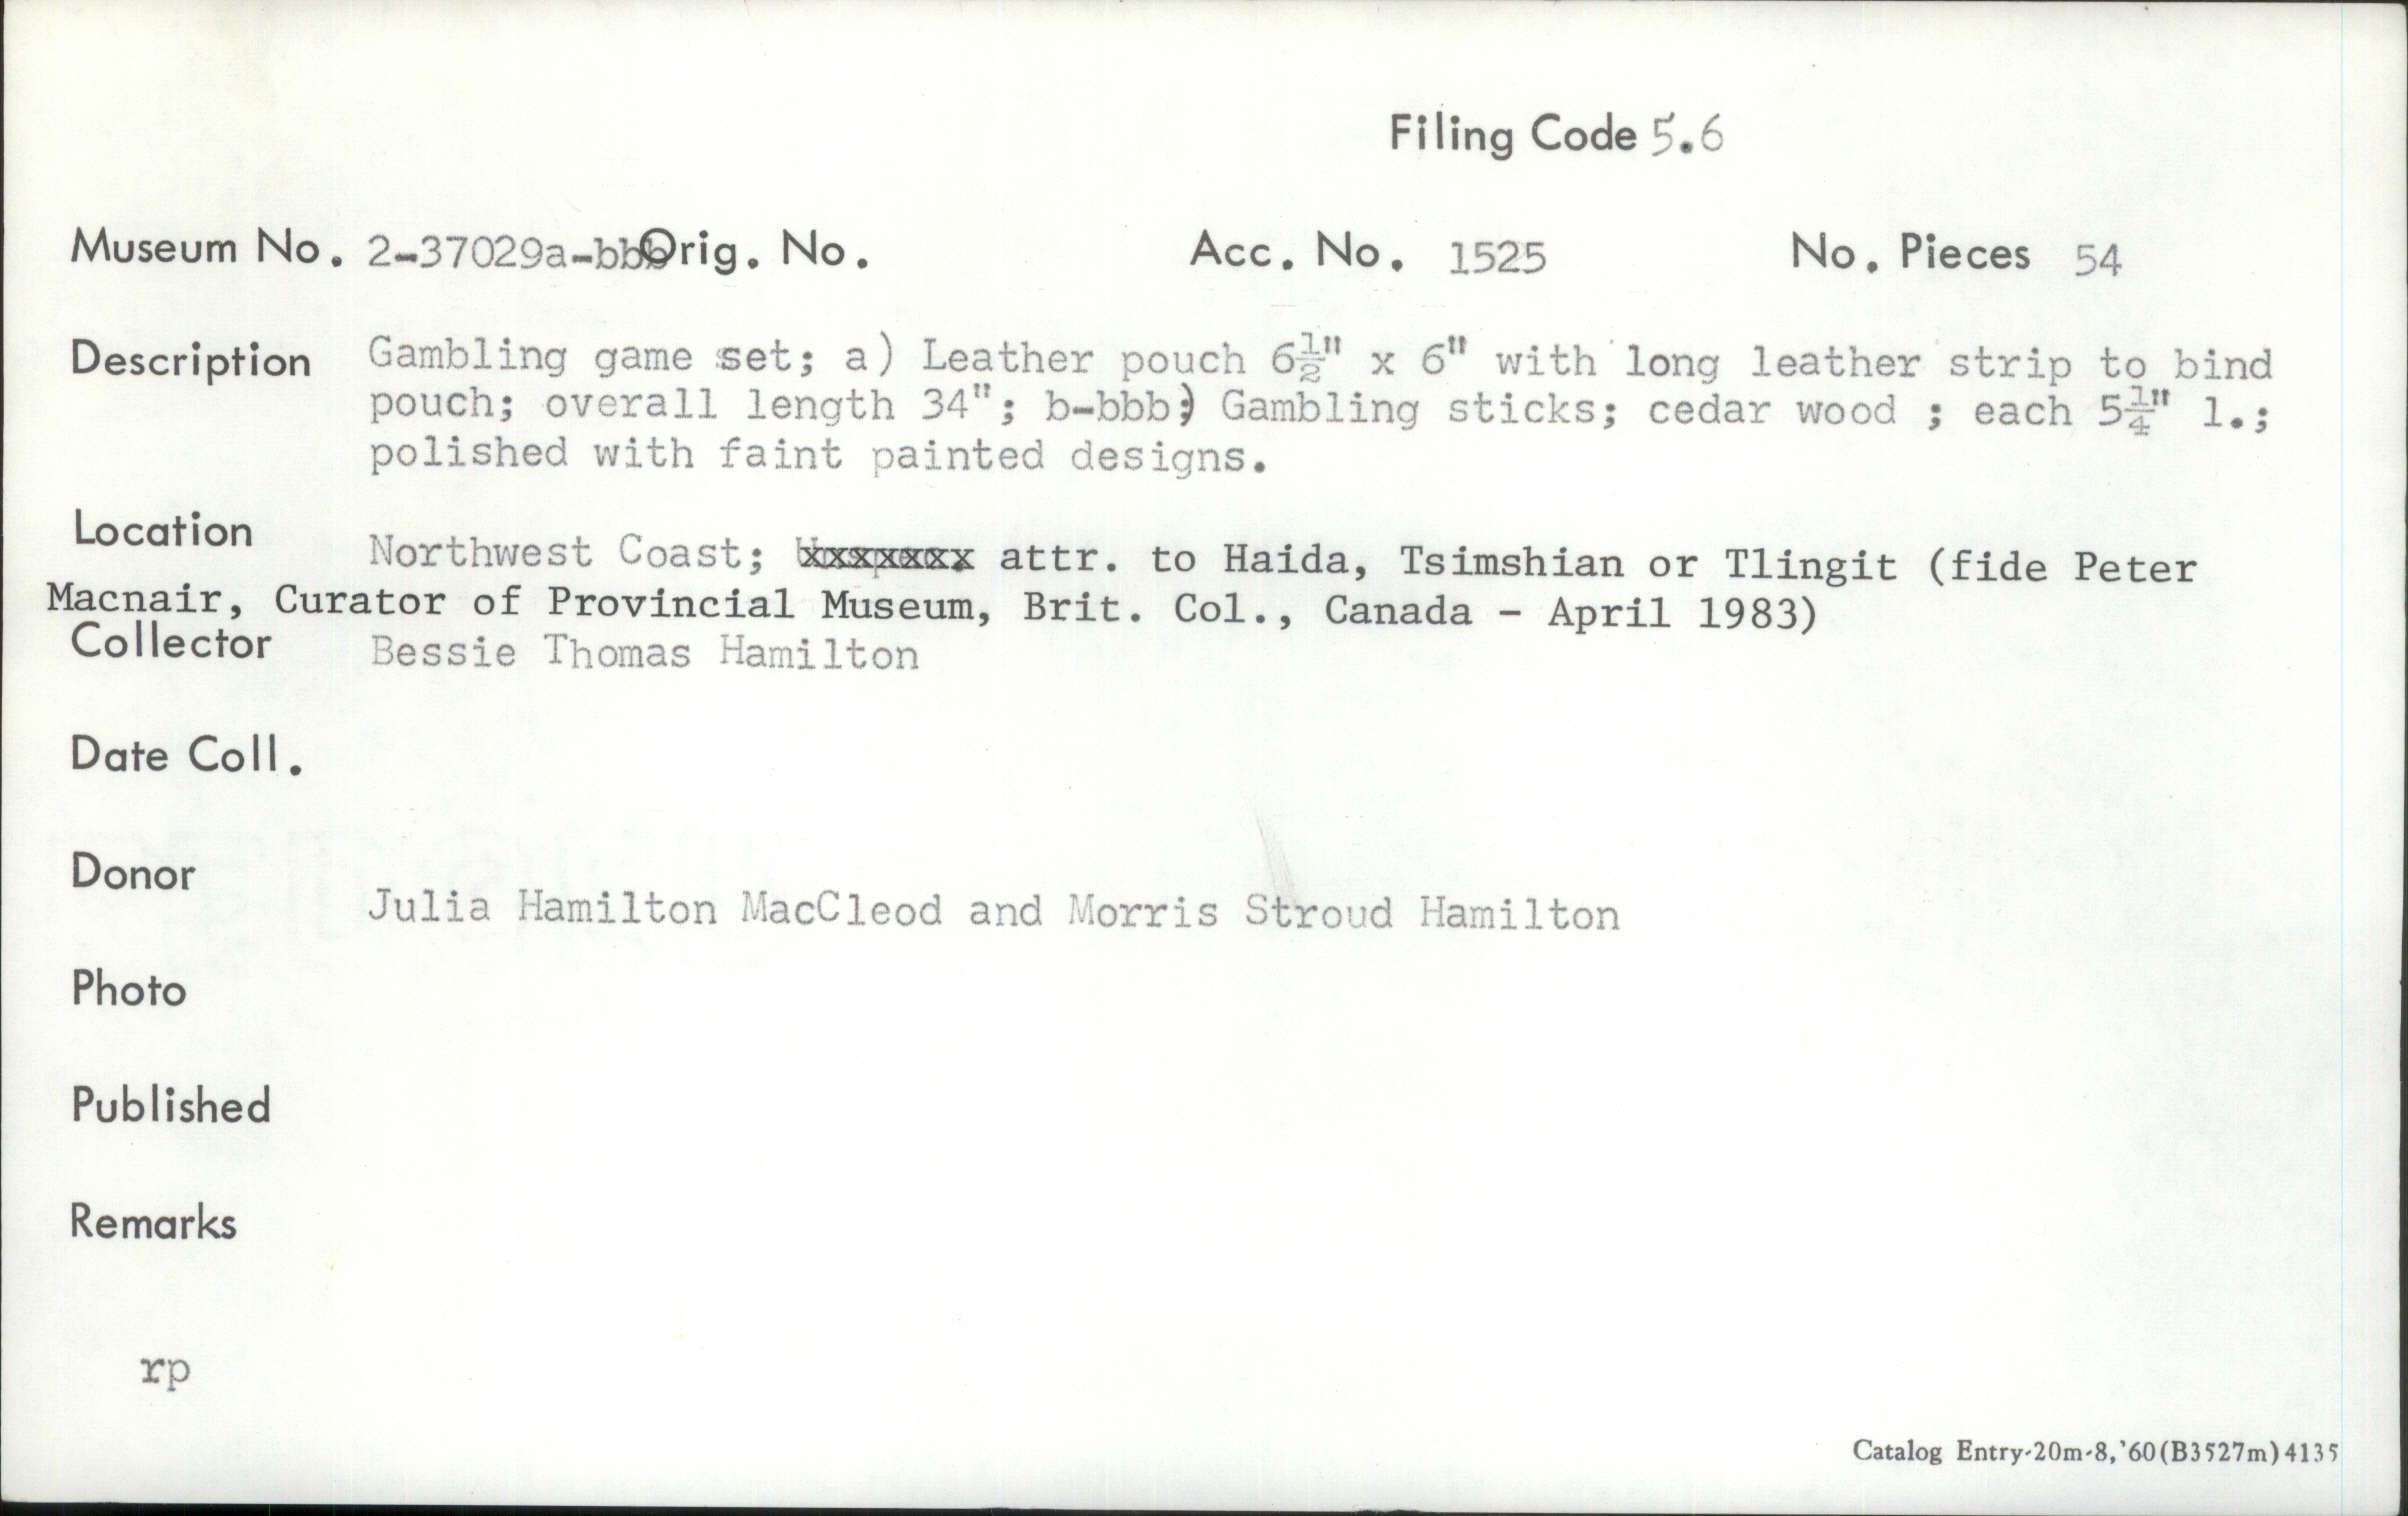 Filing Code 5.6
Museum No. 2-37029a-bbb Orig. No. Acc. No. 1525 No. Pieces 54
Description Gambling game set; a) Leather pouch 6½" x 6" with long leather strip to bind
pouch; overall length 34"; b-bbb) Gambling sticks; cedar wood ; each 5¼" l.;
polished with faint painted designs.
Location Northwest Coast; xxxxxxx attr. to Haida, Tsimshian or Tlingit (fide Peter
Macnair, Curator of Provincial Museum, Brit. Col., Canada - April 1983)
Collector Bessie Thomas Hamilton
Date Coll.
Donor
Julia Hamilton MacCleod and Morris Stroud Hamilton
Photo
Published
Remarks
rp
Catalog Entry-20m-8,'60(B3527m)4135